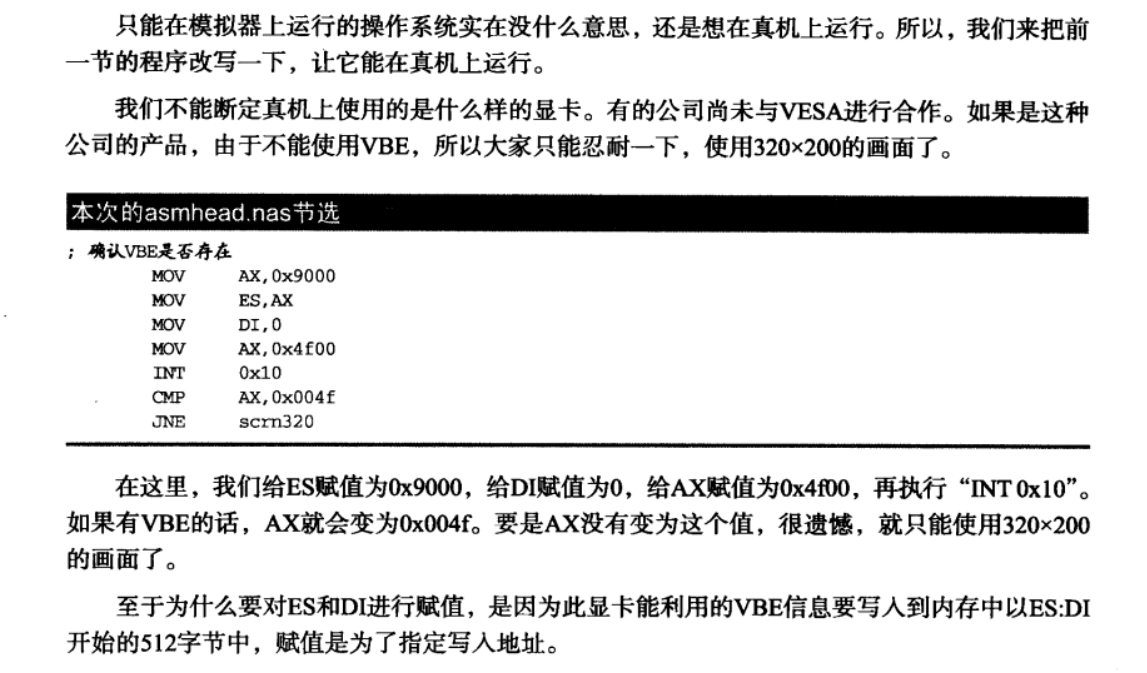 只能在模拟器上运行的操作系统实在没什么意思，还是想在真机上运行。所以，我们来把前
一节的程序改写一下，让它能在真机上运行。
我们不能断定真机上使用的是什么样的显卡。有的公司尚未与VESA进行合作。如果是这种
公司的产品，由于不能使用VBE，所以大家只能忍耐一下，使用320×200的画面了。
本次的asmhead.nas节选
; 确认VBE是否存在
MOV AX,0x9000
MOV ES,AX
MOV DI,0
MOV AX,0x4f00
INT 0x10
CMP AX,0x004f
JNE scrn320
在这里，我们给ES赋值为0x9000，给DI赋值为0，给AX赋值为0x4f00，再执行“INT 0x10”。
如果有VBE的话，AX就会变为0x004f。要是AX没有变为这个值，很遗憾，就只能使用320×200
的画面了。
至于为什么要对ES和DI进行赋值，是因为此显卡能利用的VBE信息要写入到内存中以ES:DI
开始的512字节中，赋值是为了指定写入地址。